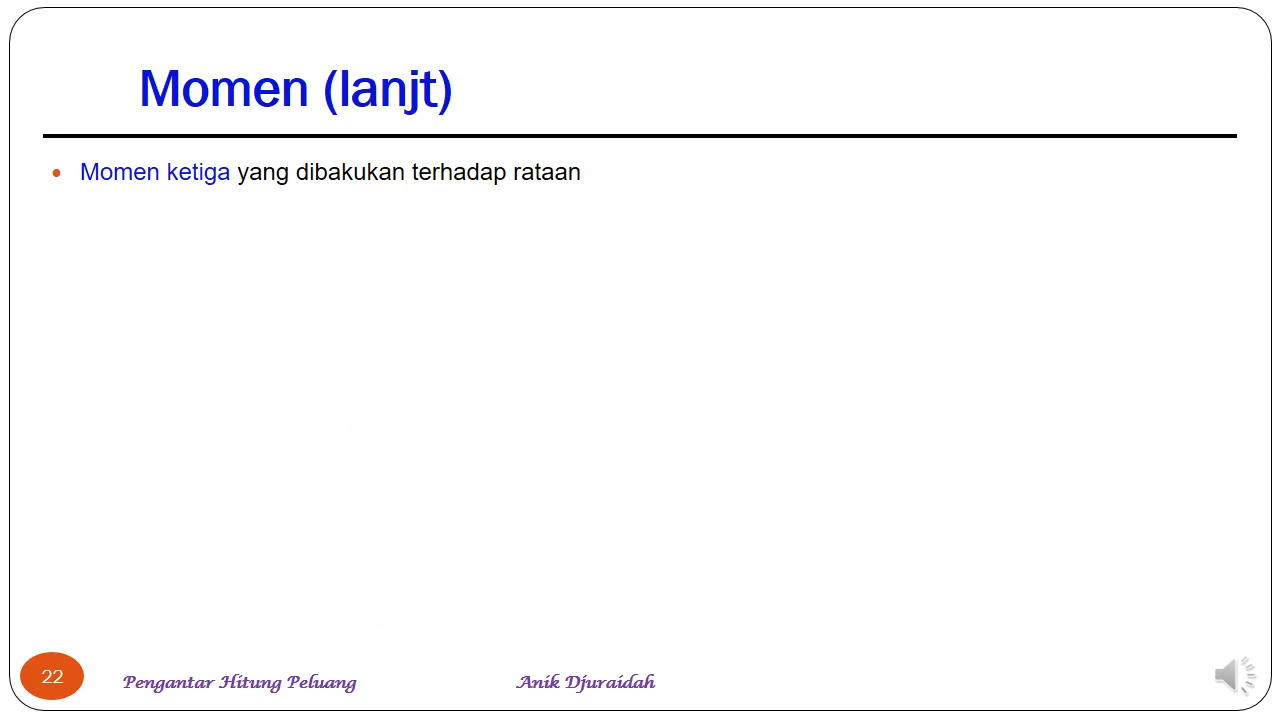 Momen (lanjt)
• Momen ketiga yang dibakukan terhadap rataan
22 Pengantar Hitung Peluang Anik Djuraidah